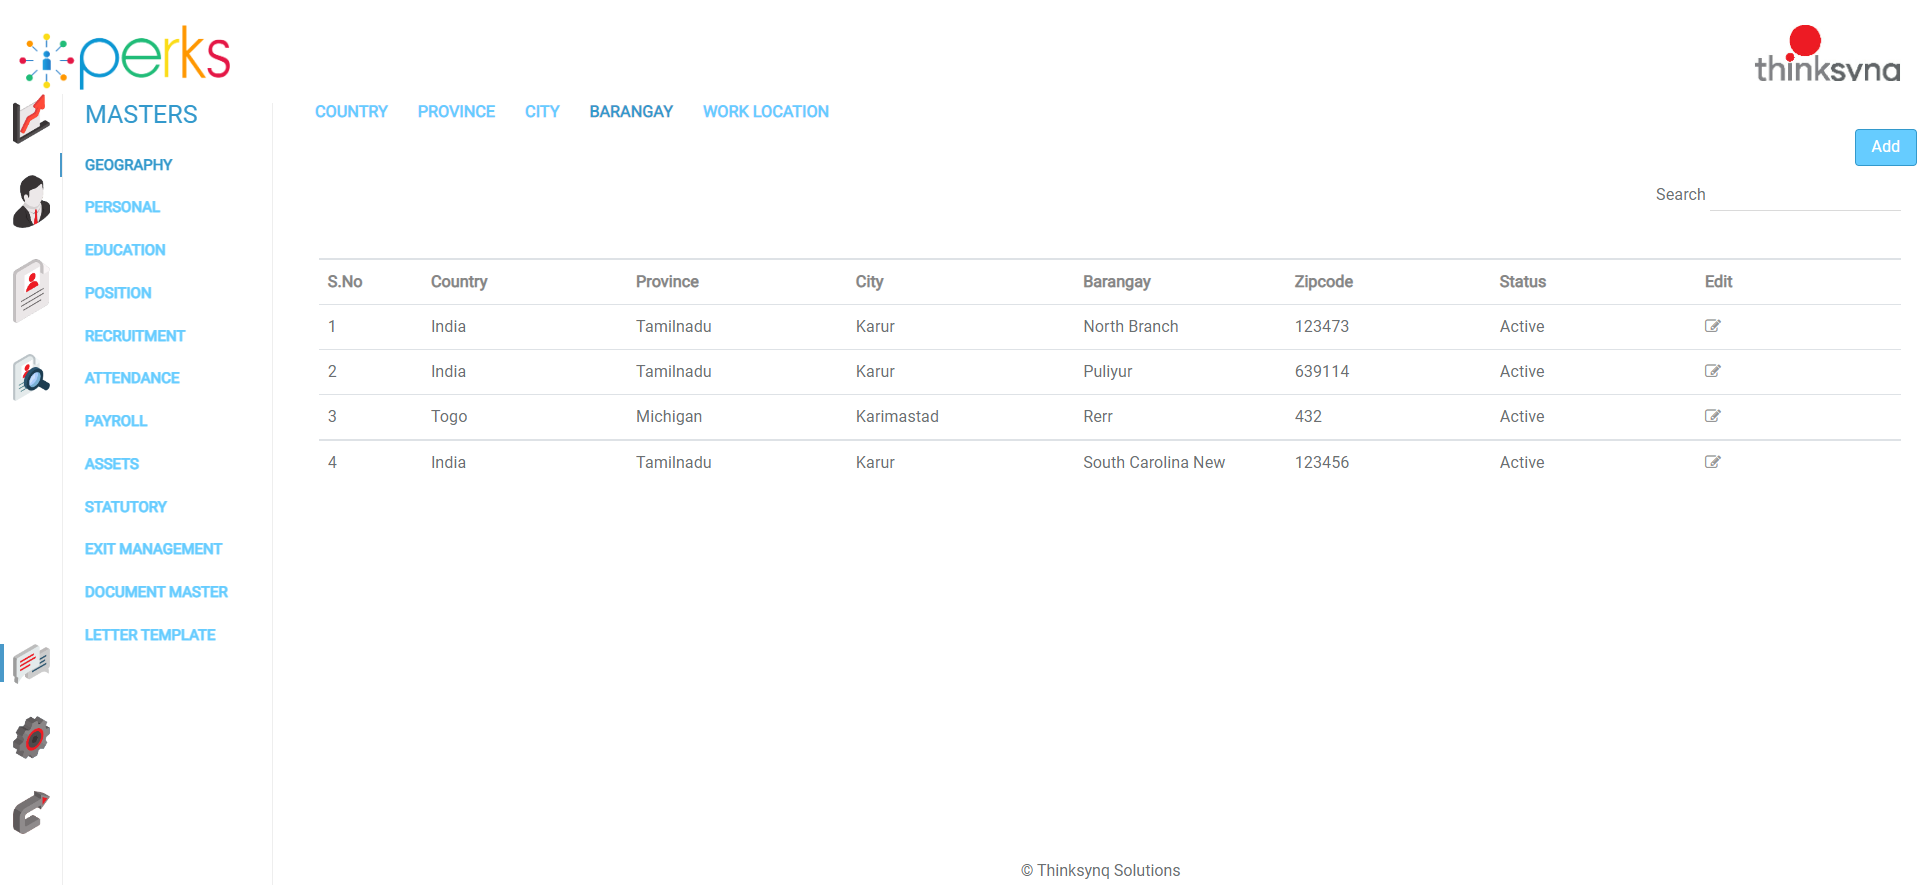 perks
thinksvna
MASTERS
COUNTRY PROVINCE CITY BARANGAY WORK LOCATION
Add
GEOGRAPHY
PERSONAL
EDUCATION
POSITION
RECRUITMENT
ATTENDANCE
PAYROLL
ASSETS
STATUTORY
EXIT MANAGEMENT
DOCUMENT MASTER
LETTER TEMPLATE
Search
S.No Country Province City Barangay Zipcode Status Edit
1 India Tamilnadu Karur North Branch 123473 Active
2 India Tamilnadu Karur Puliyur 639114 Active
3 Togo Michigan Karimastad Rerr 432 Active
4 India Tamilnadu Karur South Carolina New 123456 Active
© Thinksynq Solutions